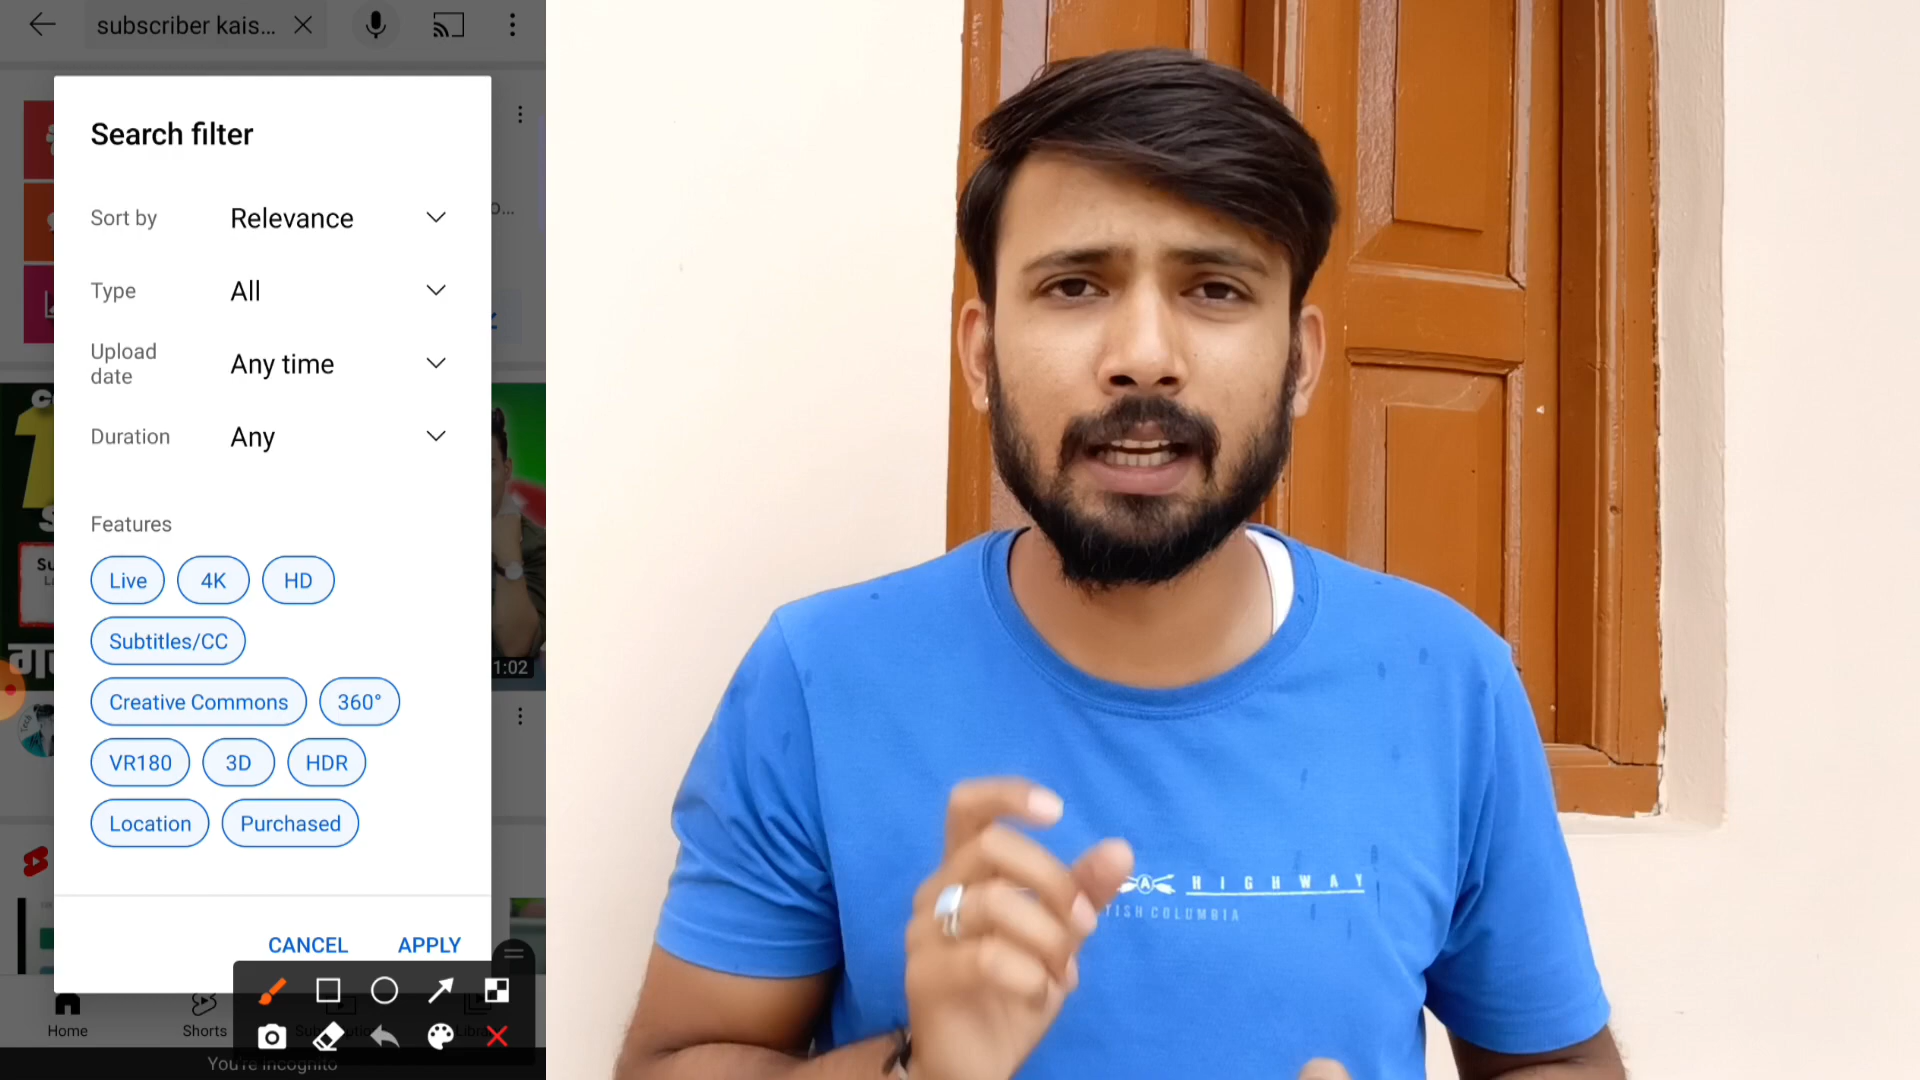 subscriber kais...
Search filter
Sort by Relevance
Type All
Upload date Any time
Duration Any
Features
Live 4K HD
Subtitles/CC
Creative Commons 360°
VR180 3D HDR
Location Purchased
CANCEL APPLY
1:02
Home Shorts
You're incognito
HIGHWAY
TISH COLUMBIA